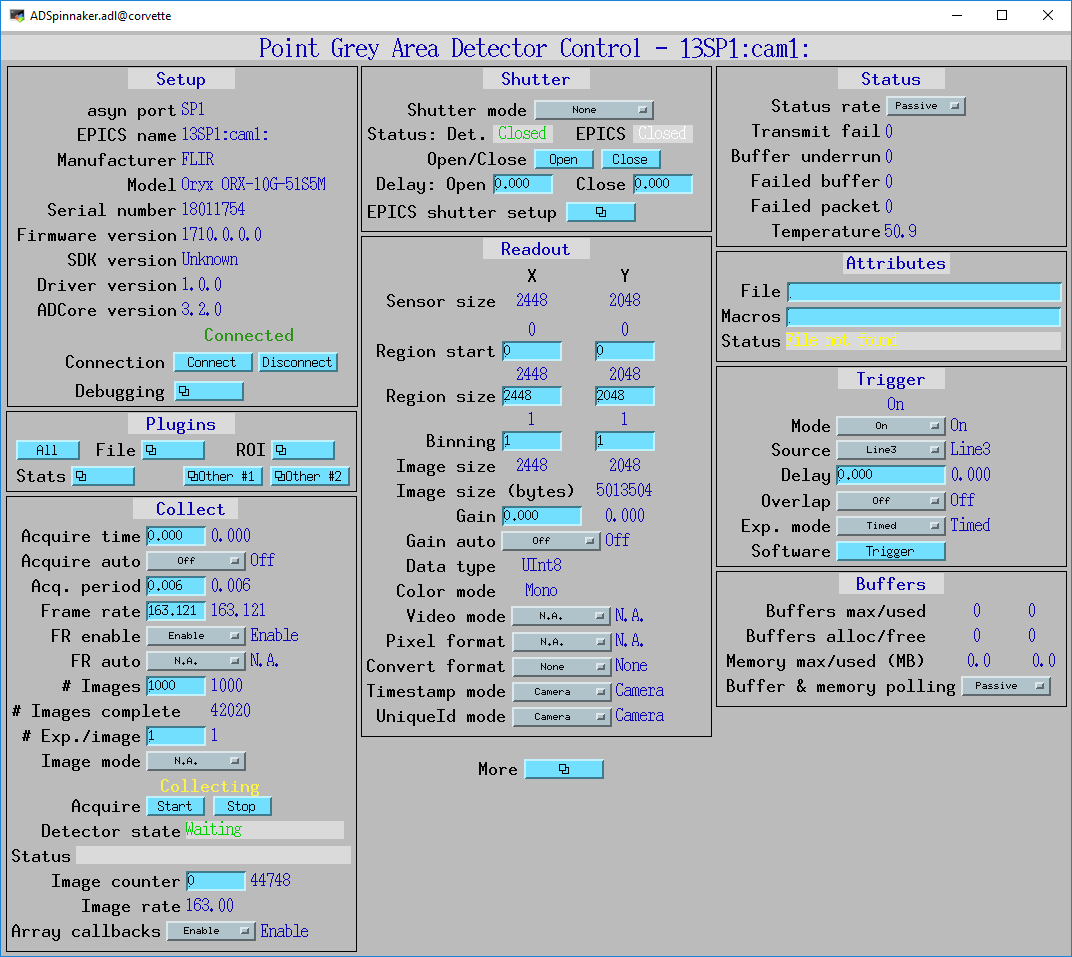 ADSpinnaker.adl@corvette
Point Grey Area Detector Control - 13SP1:cam1:
Setup
asyn port SP1
EPICS name 13SP1:cam1:
Manufacturer FLIR
Model Oryx ORX-10G-51S5M
Serial number 18011754
Firmware version 1710.0.0.0
SDK version Unknown
Driver version 1.0.0
ADCore version 3.2.0
Connected
Connection Connect Disconnect
Debugging
Plugins
All File ROI
Stats Other #1 Other #2
Collect
Acquire time 0.000 0.000
Acquire auto Off Off
Acq. period 0.006 0.006
Frame rate 163.121 163.121
FR enable Enable Enable
FR auto N.A. N.A.
# Images 1000 1000
# Images complete 42020
# Exp./image 1 1
Image mode N.A.
Collecting
Acquire Start Stop
Detector state Waiting
Status
Image counter 0 44748
Image rate 163.00
Array callbacks Enable Enable
Shutter
Shutter mode None
Status: Det. Closed EPICS Closed
Open/Close Open Close
Delay: Open 0.000 Close 0.000
EPICS shutter setup
Readout
X Y
Sensor size 2448 2048
0 0
Region start 0 0
2448 2048
Region size 2448 2048
1 1
Binning 1 1
Image size 2448 2048
Image size (bytes) 5013504
Gain 0.000 0.000
Gain auto Off Off
Data type UInt8
Color mode Mono
Video mode N.A. N.A.
Pixel format N.A. N.A.
Convert format None None
Timestamp mode Camera Camera
UniqueId mode Camera Camera
More
Status
Status rate Passive
Transmit fail 0
Buffer underrun 0
Failed buffer 0
Failed packet 0
Temperature 50.9
Attributes
File
Macros
Status File not found
Trigger
On
Mode On On
Source Line3 Line3
Delay 0.000 0.000
Overlap Off Off
Exp. mode Timed Timed
Software Trigger
Buffers
Buffers max/used 0 0
Buffers alloc/free 0 0
Memory max/used (MB) 0.0 0.0
Buffer & memory polling Passive